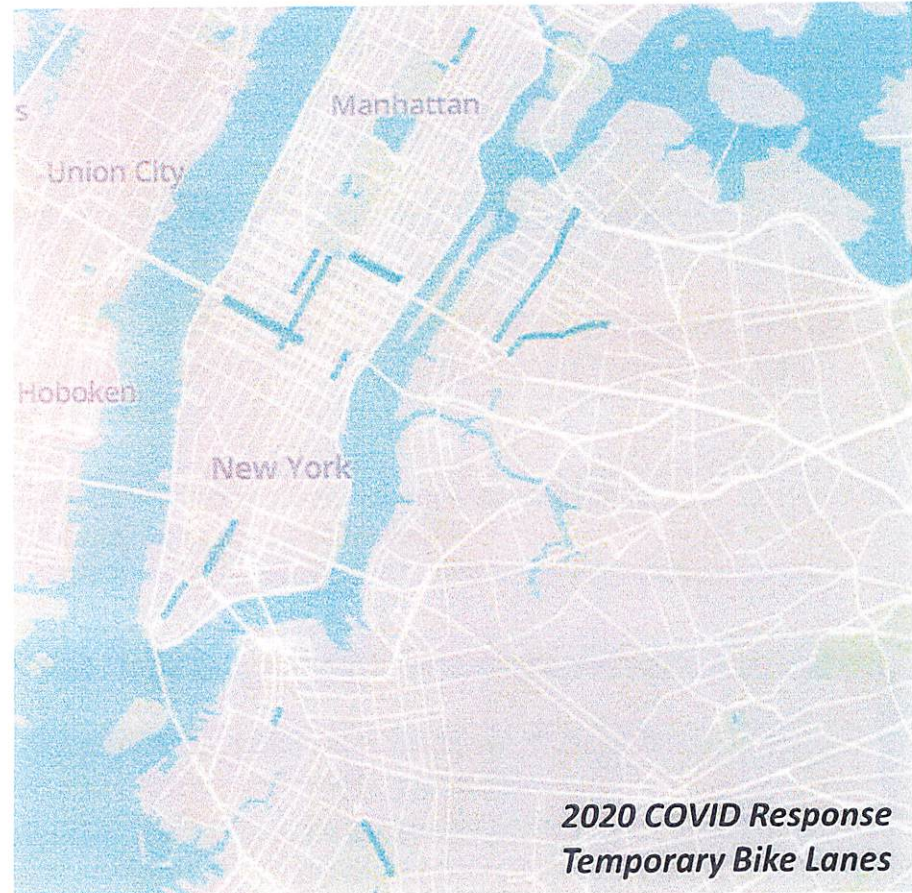 Manhattan
s
Union City
Hoboken
New York
2020 COVID Response
Temporary Bike Lanes